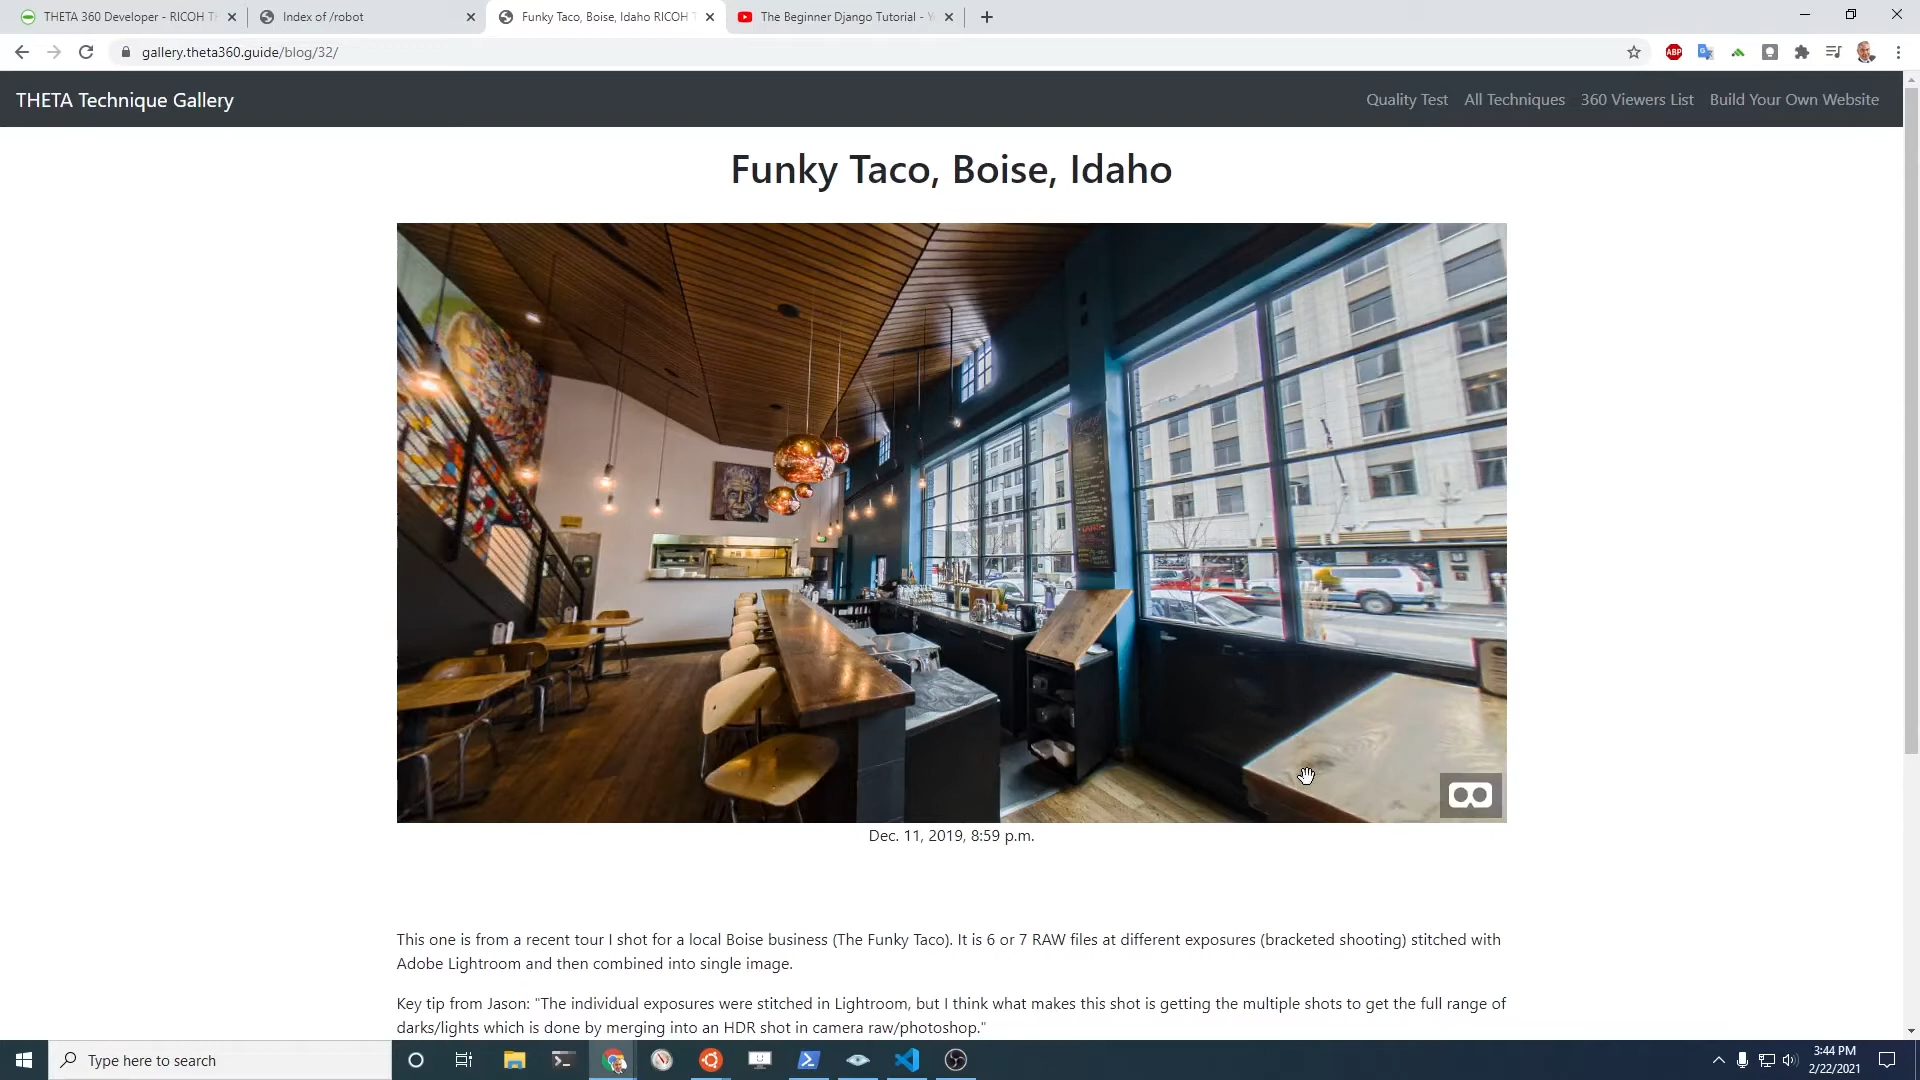 THETA 360 Developer - RICOH T
Index of /robot
Funky Taco, Boise, Idaho RICOH T
The Beginner Django Tutorial - Y
gallery.theta360.guide/blog/32/
ABP
THETA Technique Gallery
Quality Test
All Techniques
360 Viewers List
Build Your Own Website
Funky Taco, Boise, Idaho
Dec. 11, 2019, 8:59 p.m.
This one is from a recent tour I shot for a local Boise business (The Funky Taco). It is 6 or 7 RAW files at different exposures (bracketed shooting) stitched with
Adobe Lightroom and then combined into single image.
Key tip from Jason: "The individual exposures were stitched in Lightroom, but I think what makes this shot is getting the multiple shots to get the full range of
darks/lights which is done by merging into an HDR shot in camera raw/photoshop."
Type here to search
3:44 PM
2/22/2021